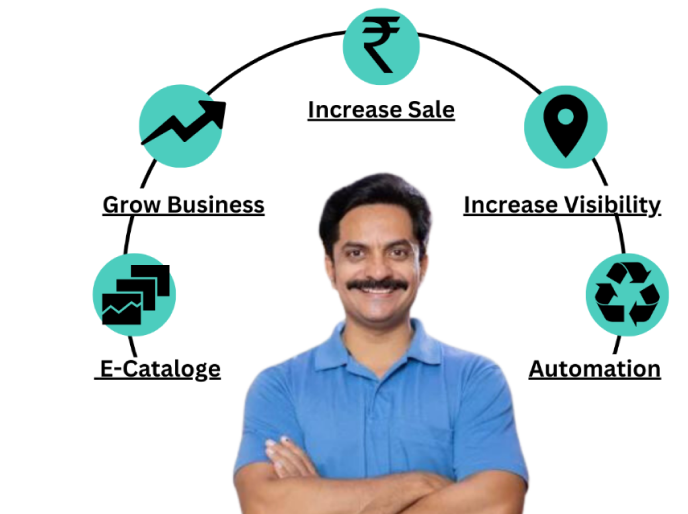 ₹
Increase Sale
Grow Business
Increase Visibility
E-Cataloge
Automation